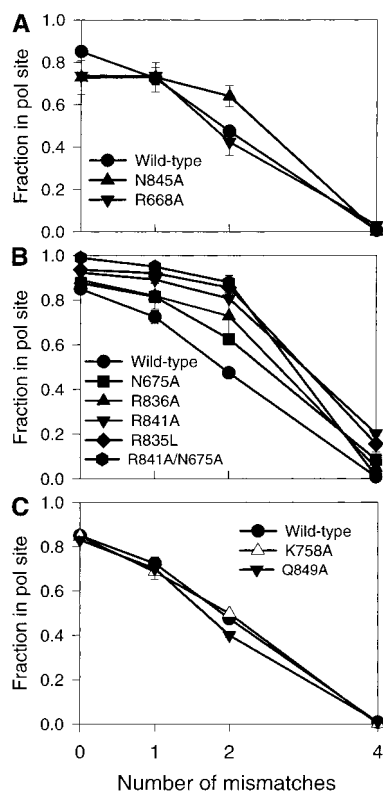 A
Fraction in pol site
1.0
0.8
0.6
0.4
0.2
0.0
Wild-type
N845A
R668A
B
Fraction in pol site
1.0
0.8
0.6
0.4
0.2
0.0
Wild-type
N675A
R836A
R841A
R835L
R841A/N675A
C
Fraction in pol site
1.0
0.8
0.6
0.4
0.2
0.0
Wild-type
K758A
Q849A
0 1 2 4
Number of mismatches